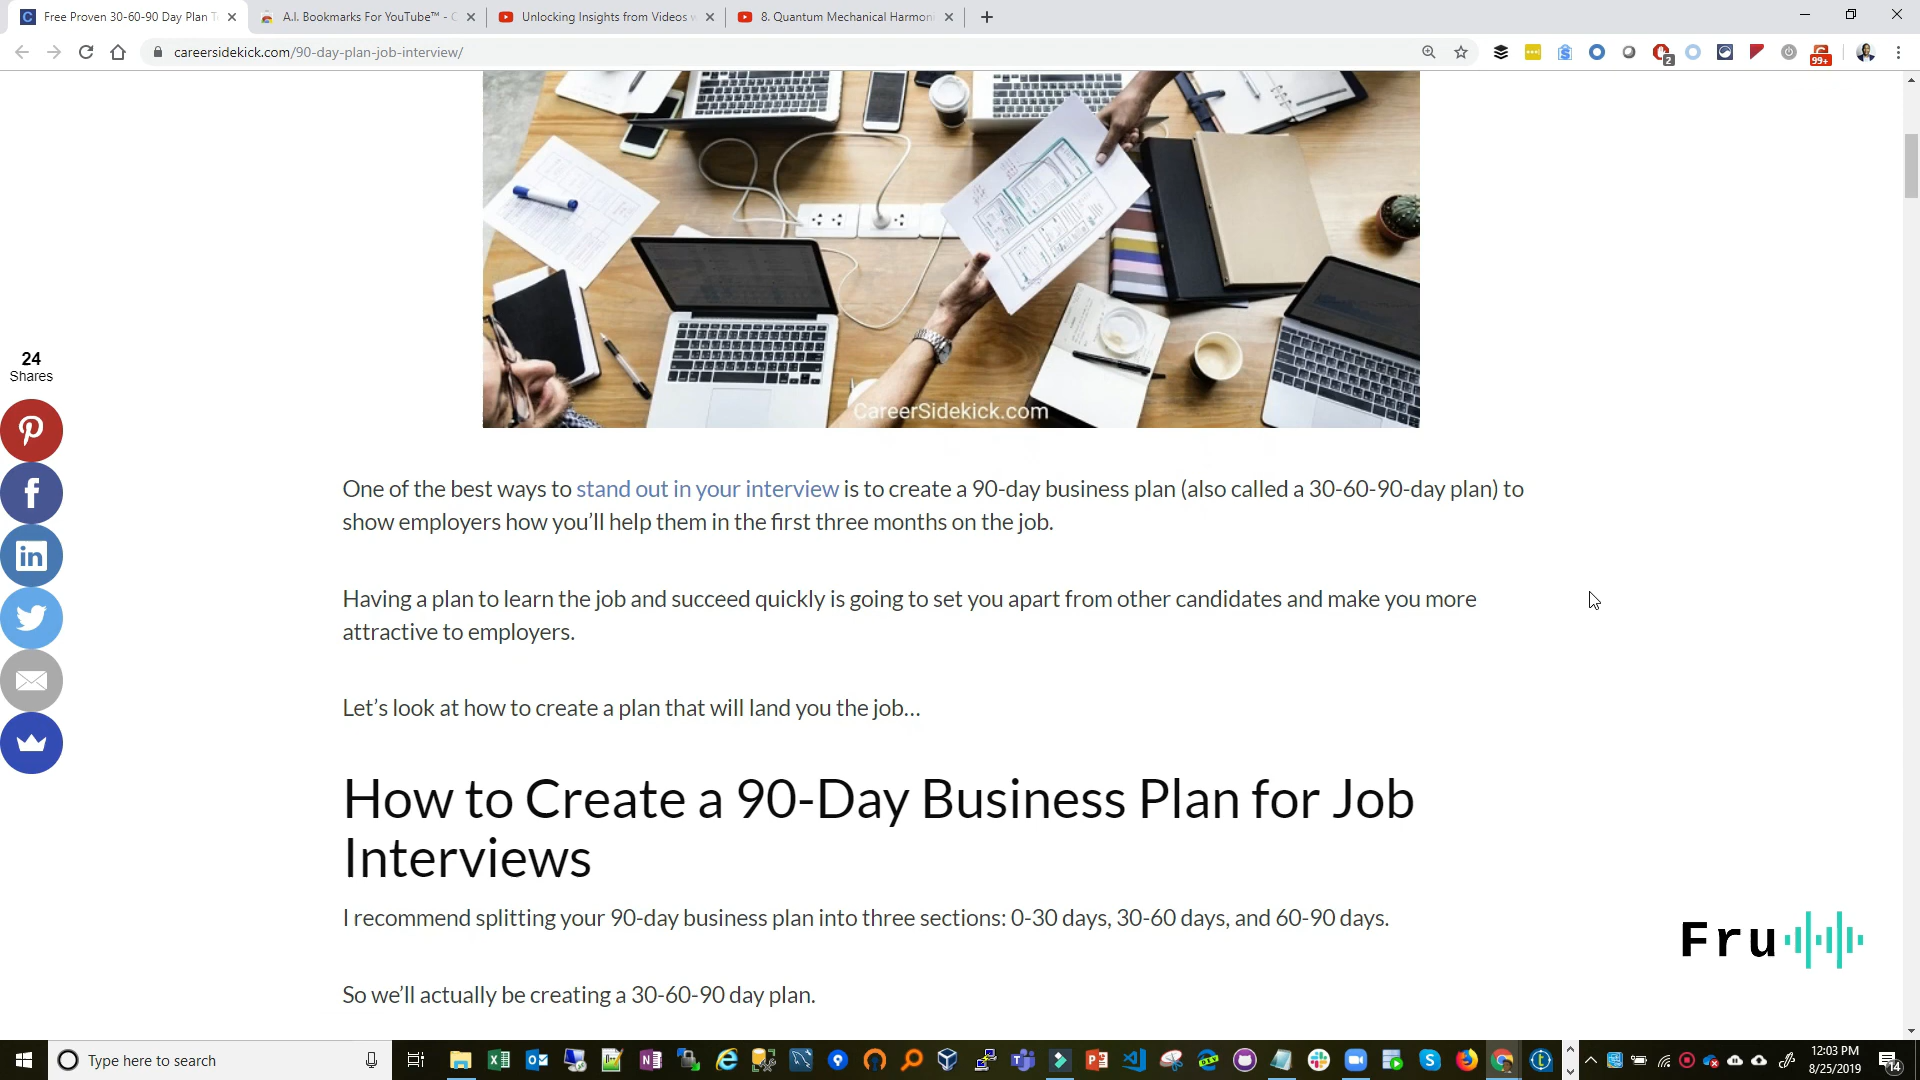 Free Proven 30-60-90 Day Plan T
A.I. Bookmarks For YouTube™ - C
Unlocking Insights from Videos w
8. Quantum Mechanical Harmon
careersidekick.com/90-day-plan-job-interview/
2
99+
CareerSidekick.com
24
Shares
One of the best ways to stand out in your interview is to create a 90-day business plan (also called a 30-60-90-day plan) to
show employers how you’ll help them in the first three months on the job.
Having a plan to learn the job and succeed quickly is going to set you apart from other candidates and make you more
attractive to employers.
Let’s look at how to create a plan that will land you the job…
How to Create a 90-Day Business Plan for Job
Interviews
I recommend splitting your 90-day business plan into three sections: 0-30 days, 30-60 days, and 60-90 days.
So we’ll actually be creating a 30-60-90 day plan.
Fru
Type here to search
12:03 PM
8/25/2019
14